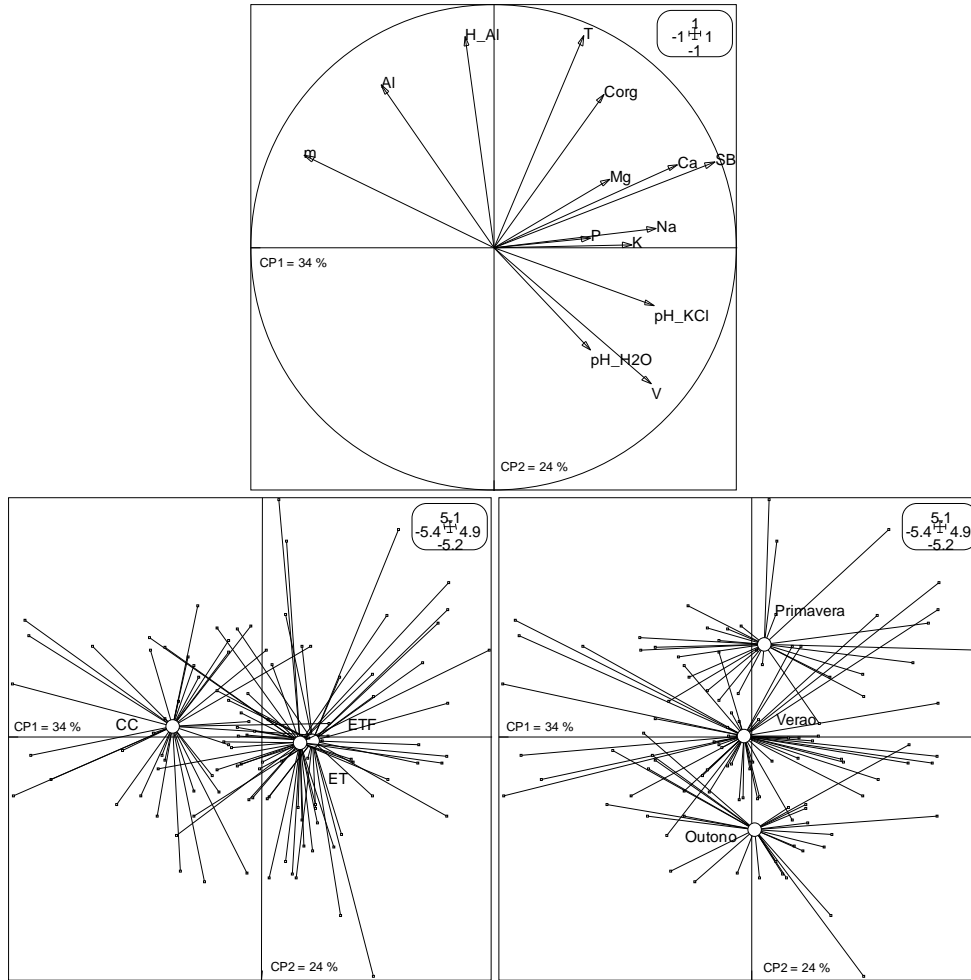 1
-1 1
-1
H_Al
T
Al
Corg
m
Ca
SB
Mg
Na
P
K
CP1 = 34 %
pH_KCl
pH_H2O
V
CP2 = 24 %
5.1
-5.4 4.9
-5.2
CC
ETF
CP1 = 34 %
ET
CP2 = 24 %
5.1
-5.4 4.9
-5.2
Primavera
Verao
CP1 = 34 %
Outono
CP2 = 24 %